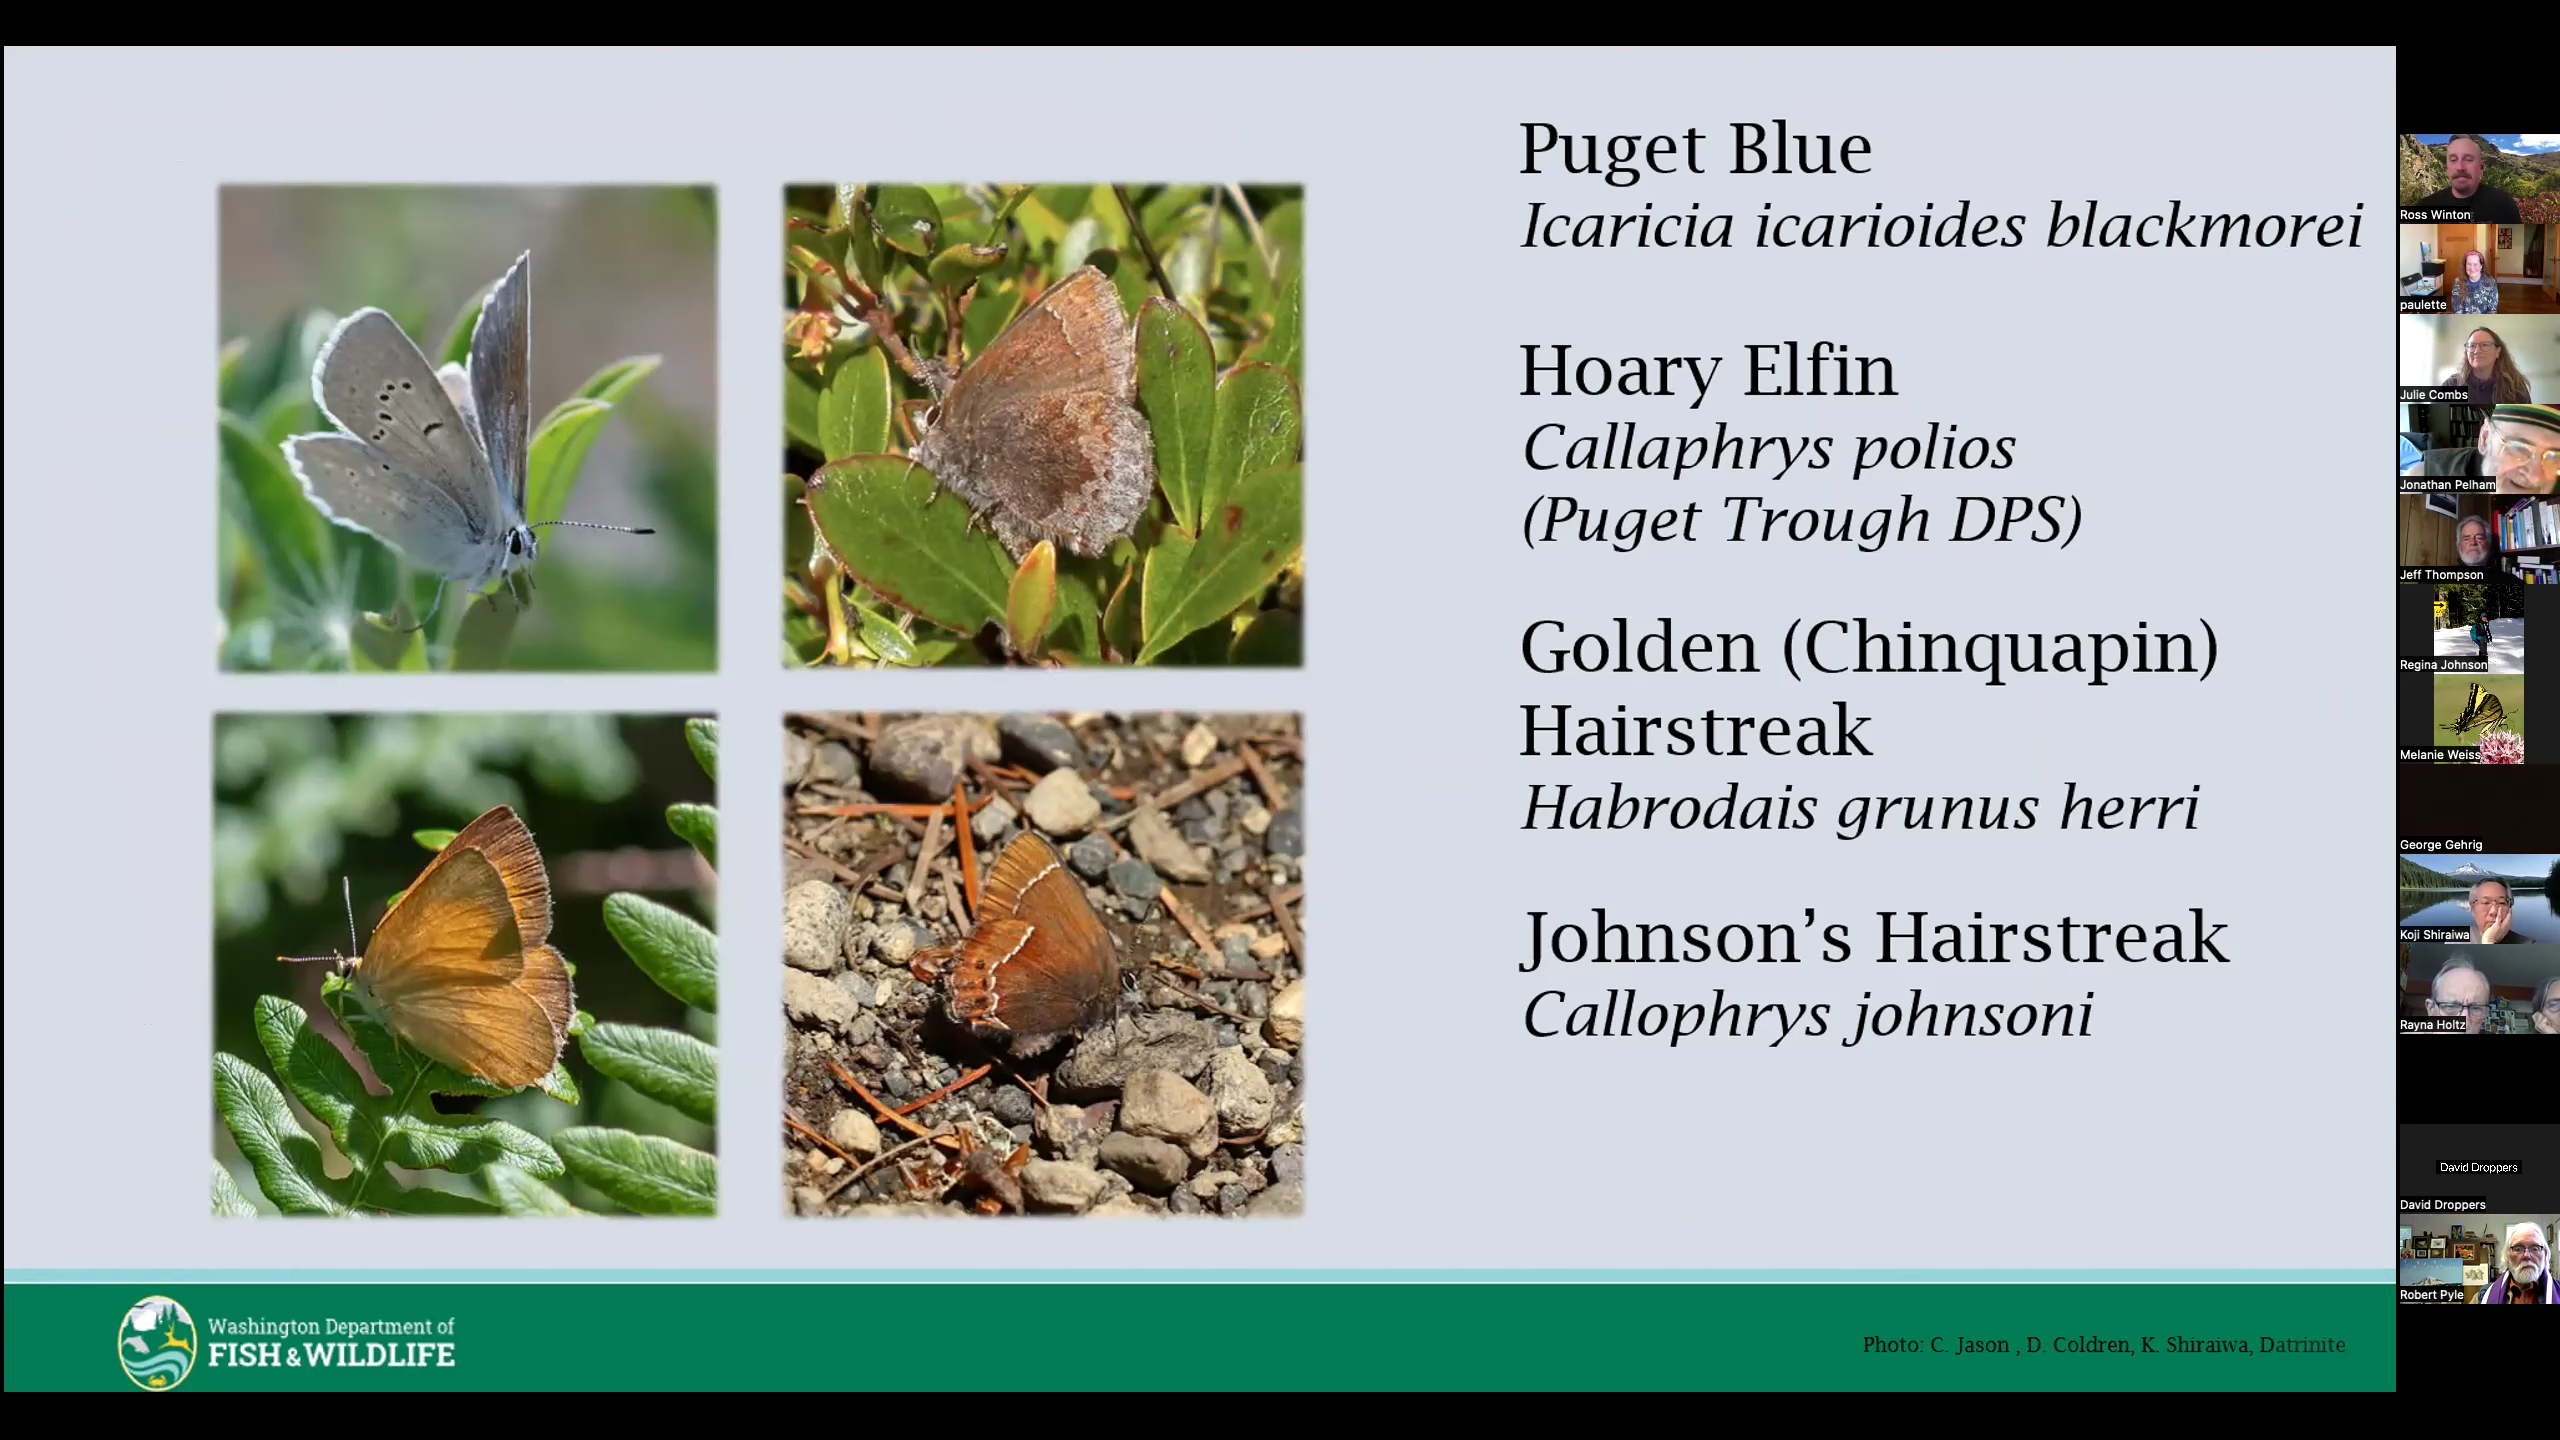 Puget Blue
Icaricia icarioides blackmorei
Hoary Elfin
Callaphrys polios
(Puget Trough DPS)
Golden (Chinquapin)
Hairstreak
Habrodais grunus herri
Johnson's Hairstreak
Callophrys johnsoni
Washington Department of
FISH & WILDLIFE
Photo: C. Jason , D. Coldren, K. Shiraiwa, Datrinite
Ross Winton
paulette
Julie Combs
Jonathan Pelham
Jeff Thompson
Regina Johnson
Melanie Weiss
George Gehrig
Koji Shiraiwa
Rayna Holtz
David Droppers
David Droppers
Robert Pyle